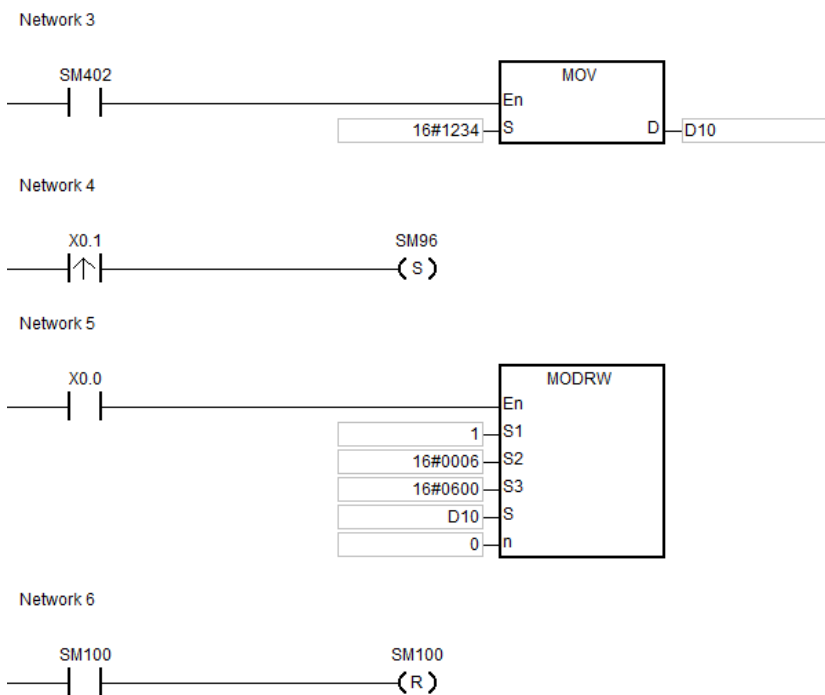 Network 3
SM402
MOV
En
16#1234 S D D10
Network 4
X0.1 SM96
S
Network 5
X0.0 MODRW
En
1 S1
16#0006 S2
16#0600 S3
D10 S
0 n
Network 6
SM100 SM100
R